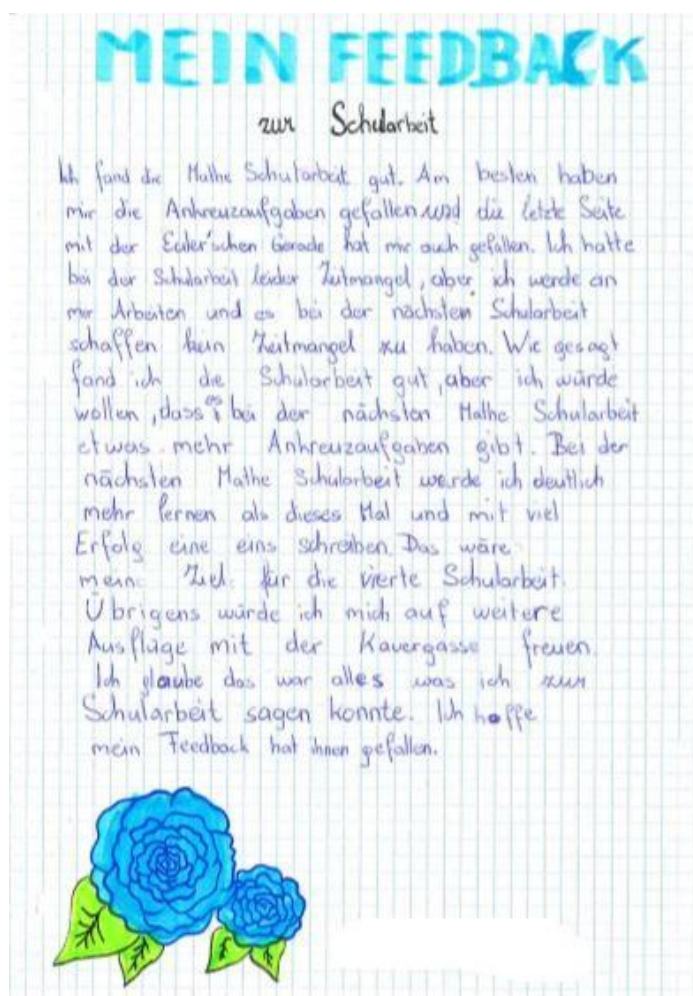 MEIN FEEDBACK
zur Schularbeit
Ich fand die Mathe Schularbeit gut. Am besten haben
mir die Ankreuzaufgaben gefallen und die letzte Seite
mit der Euler'schen Gerade hat mir auch gefallen. Ich hatte
bei der Schularbeit leider Zeitmangel, aber ich werde an
mir Arbeiten und es bei der nächsten Schularbeit
schaffen kein Zeitmangel zu haben. Wie gesagt
fand ich die Schularbeit gut, aber ich würde
wollen, dass es bei der nächsten Mathe Schularbeit
etwas mehr Ankreuzaufgaben gibt. Bei der
nächsten Mathe Schularbeit werde ich deutlich
mehr lernen als dieses Mal und mit viel
Erfolg eine eins schreiben. Das wäre
mein Ziel für die vierte Schularbeit.
Übrigens würde ich mich auf weitere
Ausflüge mit der Kavergasse freuen.
Ich glaube das war alles was ich zur
Schularbeit sagen konnte. Ich hoffe
mein Feedback hat ihnen gefallen.